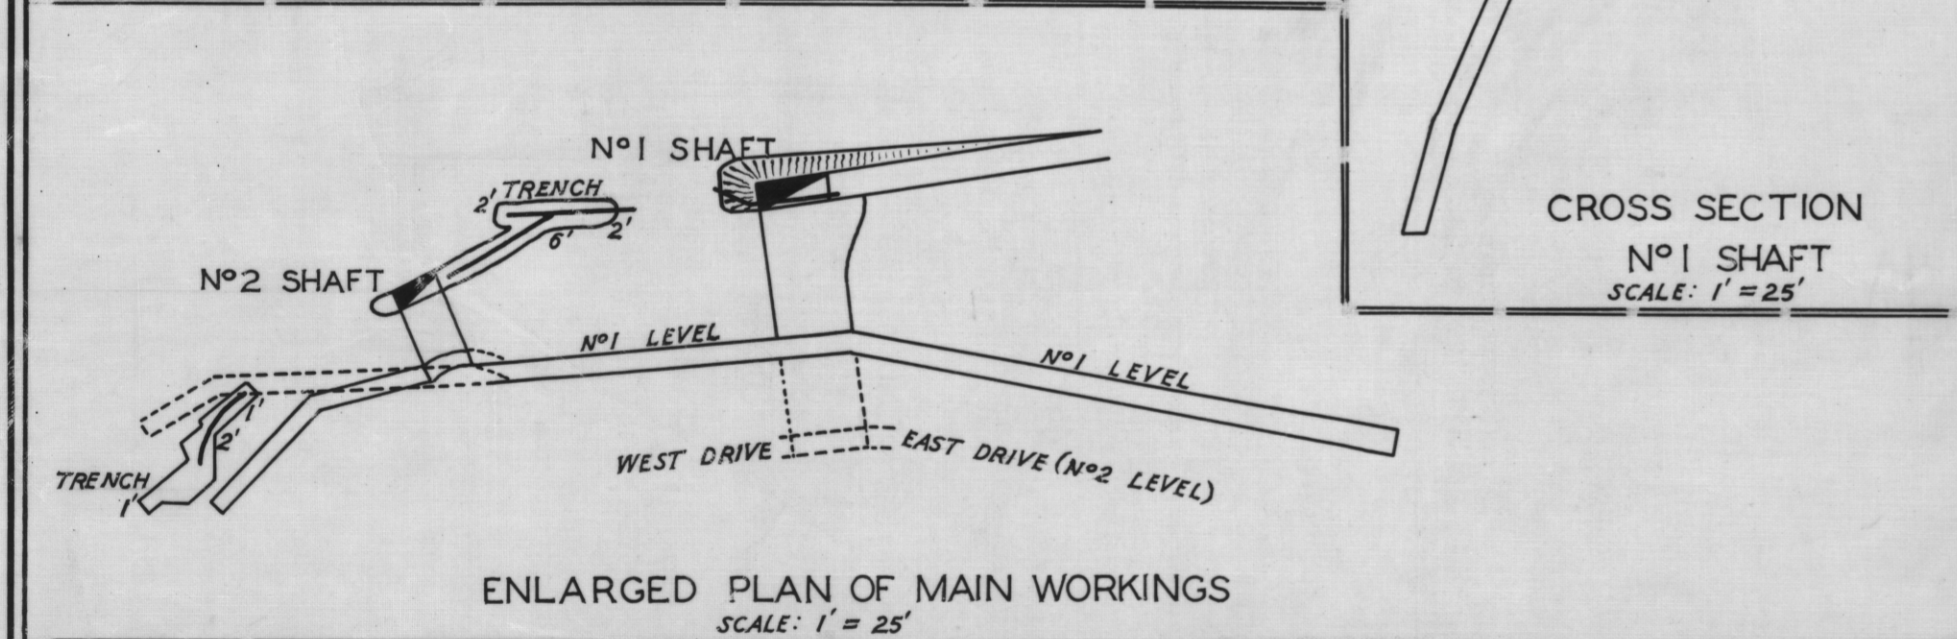 Nº1 SHAFT
2' TRENCH
6' 2'
Nº2 SHAFT
Nº1 LEVEL
Nº1 LEVEL
1'
2'
TRENCH
1'
WEST DRIVE
EAST DRIVE (Nº2 LEVEL)
ENLARGED PLAN OF MAIN WORKINGS
SCALE: 1' = 25'
CROSS SECTION
Nº1 SHAFT
SCALE: 1' = 25'